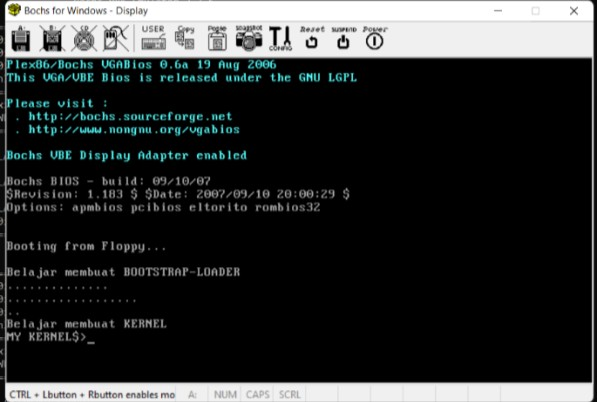 Bochs for Windows - Display
A: B: CD USER Copy Paste snapshot CONFIG Reset SUSPEND Power
Plex86/Bochs VGABios 0.6a 19 Aug 2006
This VGA/VBE Bios is released under the GNU LGPL
Please visit :
. http://bochs.sourceforge.net
. http://www.nongnu.org/vgabios
Bochs VBE Display Adapter enabled
Bochs BIOS - build: 09/10/07
$Revision: 1.183 $ $Date: 2007/09/10 20:00:29 $
Options: apmbios pcibios eltorito rombios32
Booting from Floppy...
Belajar membuat BOOTSTRAP-LOADER
..............
..................
..
Belajar membuat KERNEL
MY KERNEL$>_
CTRL + Lbutton + Rbutton enables mo A: NUM CAPS SCRL